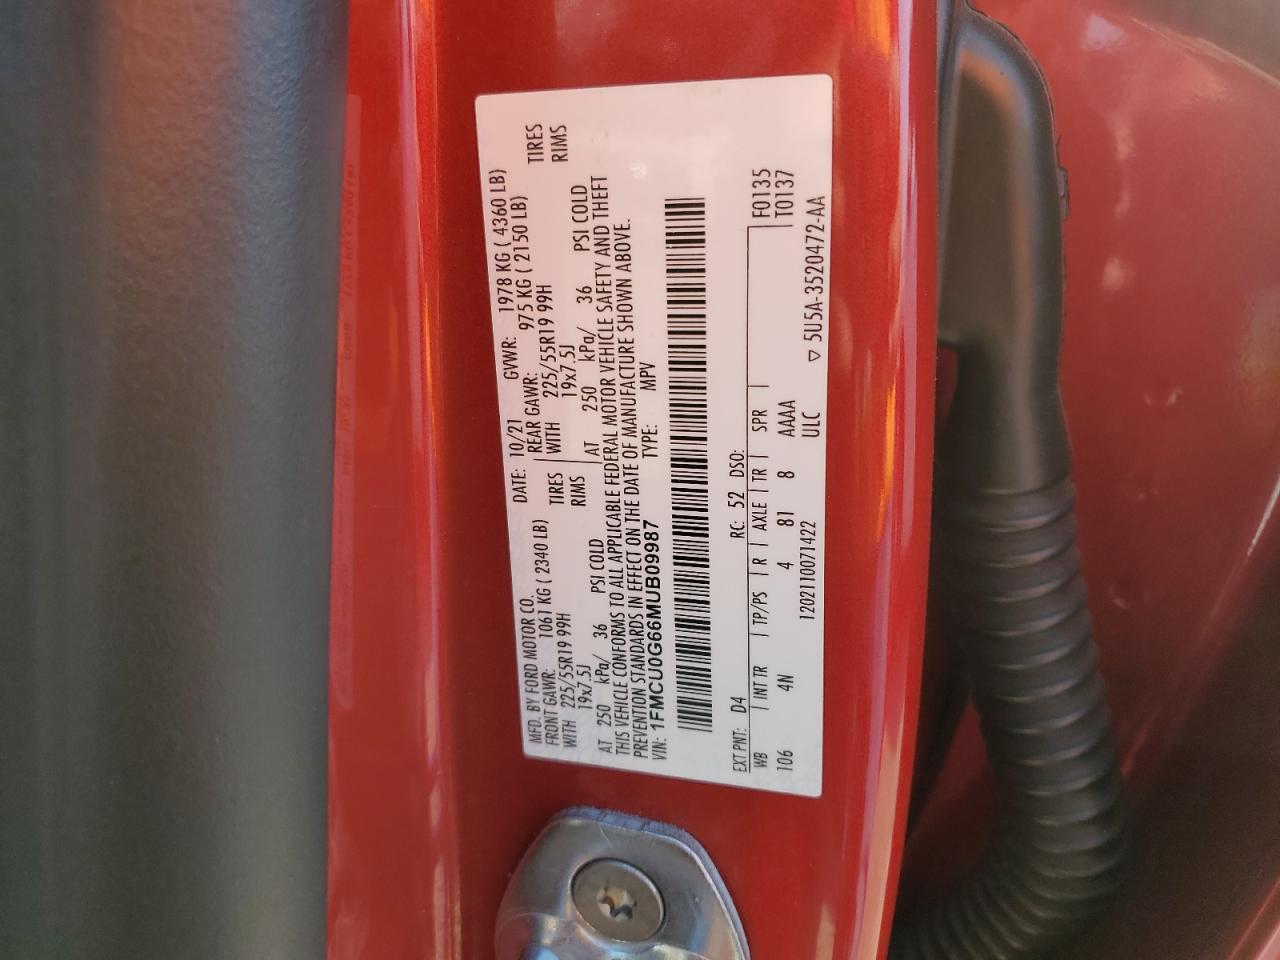 MFD. BY FORD MOTOR CO.
DATE: 10/21 GVWR: 1978 KG ( 4360 LB)
FRONT GAWR: 1061 KG ( 2340 LB)
REAR GAWR: 975 KG ( 2150 LB)
WITH 225/55R19 99H TIRES
WITH 225/55R19 99H TIRES
19x7.5J RIMS
19x7.5J RIMS
AT 250 kPa/ 36 PSI COLD
AT 250 kPa/ 36 PSI COLD
THIS VEHICLE CONFORMS TO ALL APPLICABLE FEDERAL MOTOR VEHICLE SAFETY AND THEFT
PREVENTION STANDARDS IN EFFECT ON THE DATE OF MANUFACTURE SHOWN ABOVE.
VIN: 1FMCU0G66MUB09987 TYPE: MPV
EXT PNT: D4 RC: 52 DSO: F0135
WB INT TR TP/PS R AXLE TR SPR T0137
106 4N 4 81 8 AAAA
1202110071422 ULC ▽ 5U5A-3520472-AA